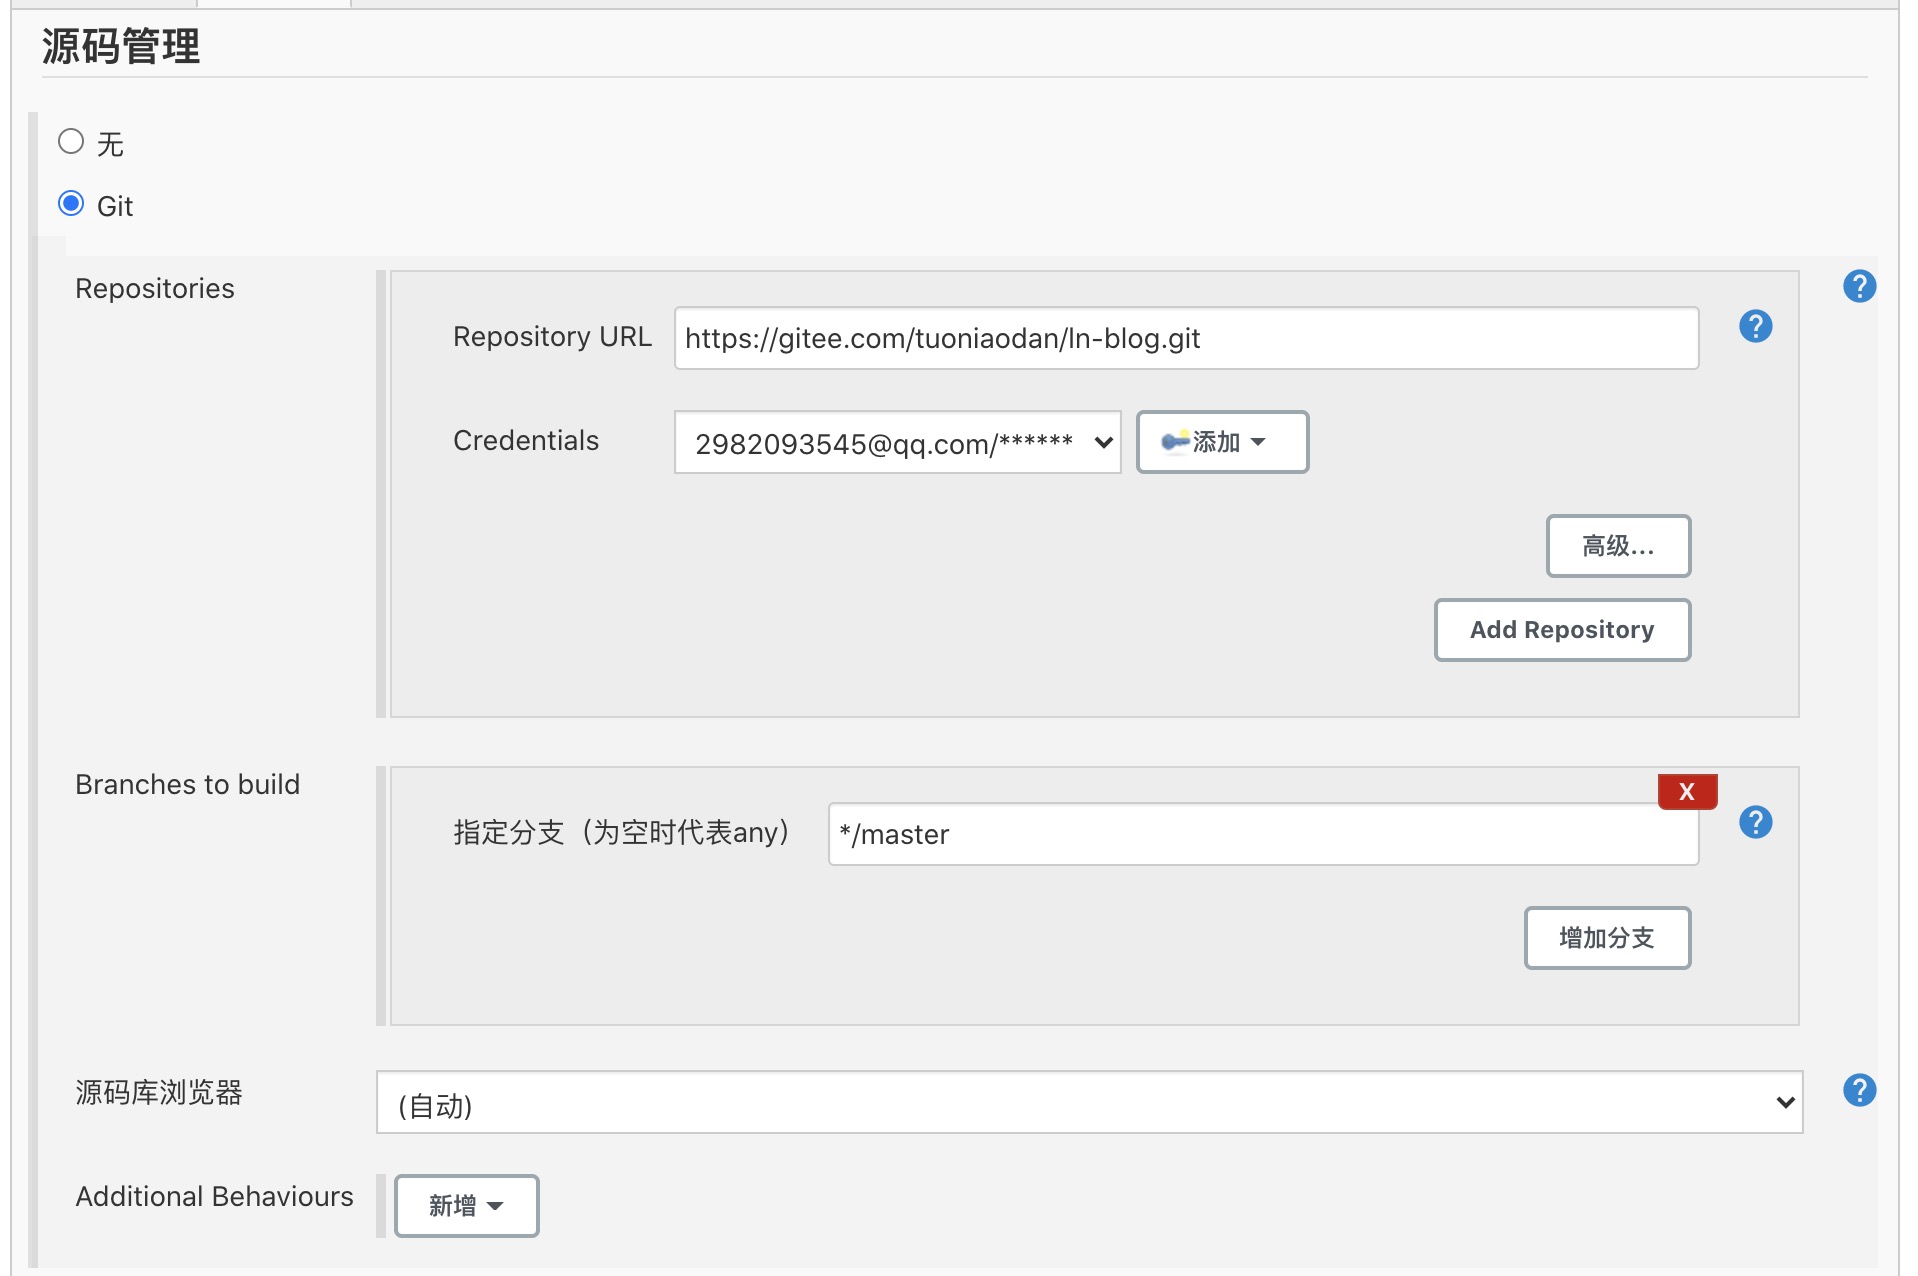 源码管理
无
Git
Repositories
Repository URL https://gitee.com/tuoniaodan/ln-blog.git
Credentials 2982093545@qq.com/****** 添加
高级...
Add Repository
Branches to build
X
指定分支（为空时代表any） */master
增加分支
源码库浏览器 (自动)
Additional Behaviours 新增